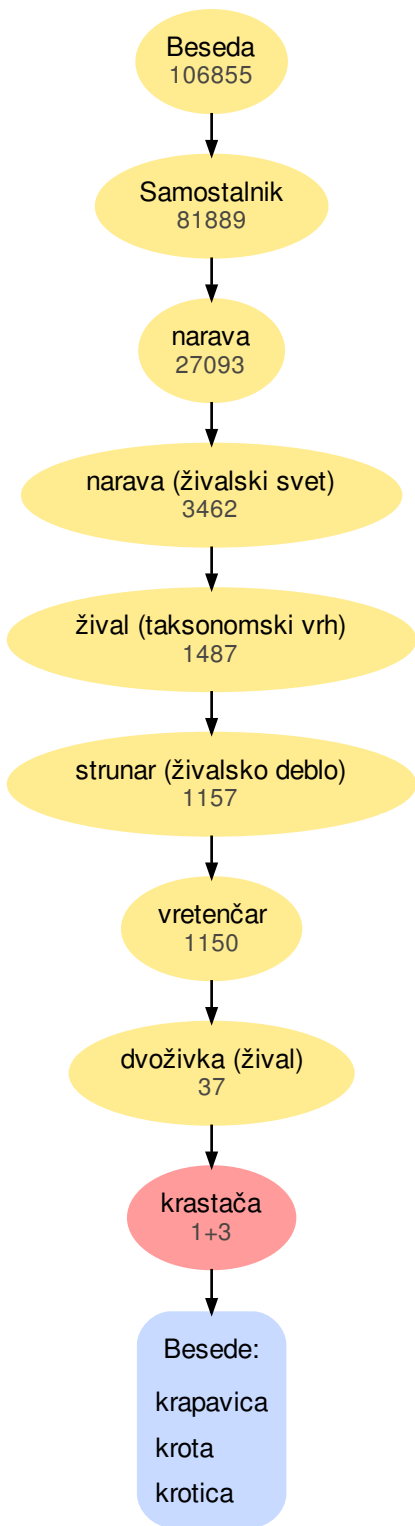 Beseda
106855
Samostalnik
81889
narava
27093
narava (živalski svet)
3462
žival (taksonomski vrh)
1487
strunar (živalsko deblo)
1157
vretenčar
1150
dvoživka (žival)
37
krastača
1+3
Besede:
krapavica
krota
krotica